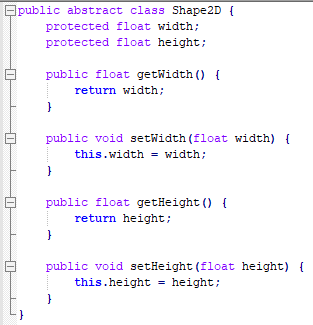 public abstract class Shape2D {
    protected float width;
    protected float height;

    public float getWidth() {
        return width;
    }

    public void setWidth(float width) {
        this.width = width;
    }

    public float getHeight() {
        return height;
    }

    public void setHeight(float height) {
        this.height = height;
    }
}